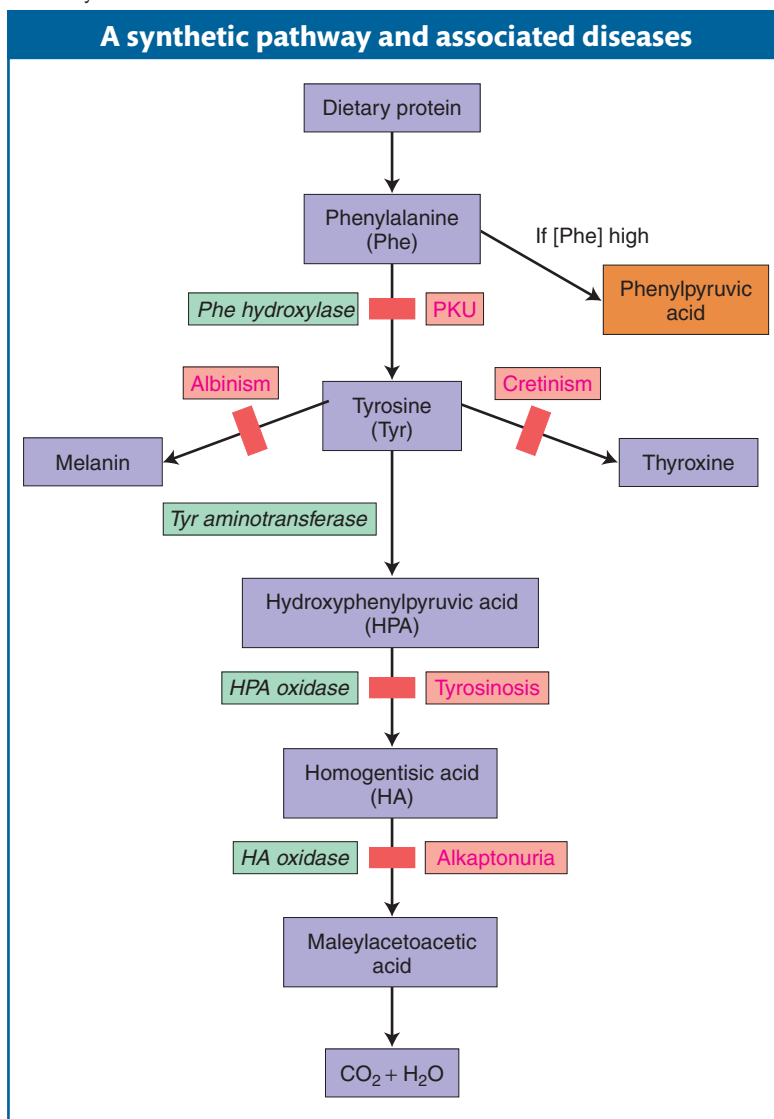 A synthetic pathway and associated diseases
Dietary protein
Phenylalanine
(Phe)
If [Phe] high
Phenylpyruvic
acid
Phe hydroxylase
PKU
Albinism
Cretinism
Tyrosine
(Tyr)
Melanin
Thyroxine
Tyr aminotransferase
Hydroxyphenylpyruvic acid
(HPA)
HPA oxidase
Tyrosinosis
Homogentisic acid
(HA)
HA oxidase
Alkaptonuria
Maleylacetoacetic
acid
CO₂ + H₂O